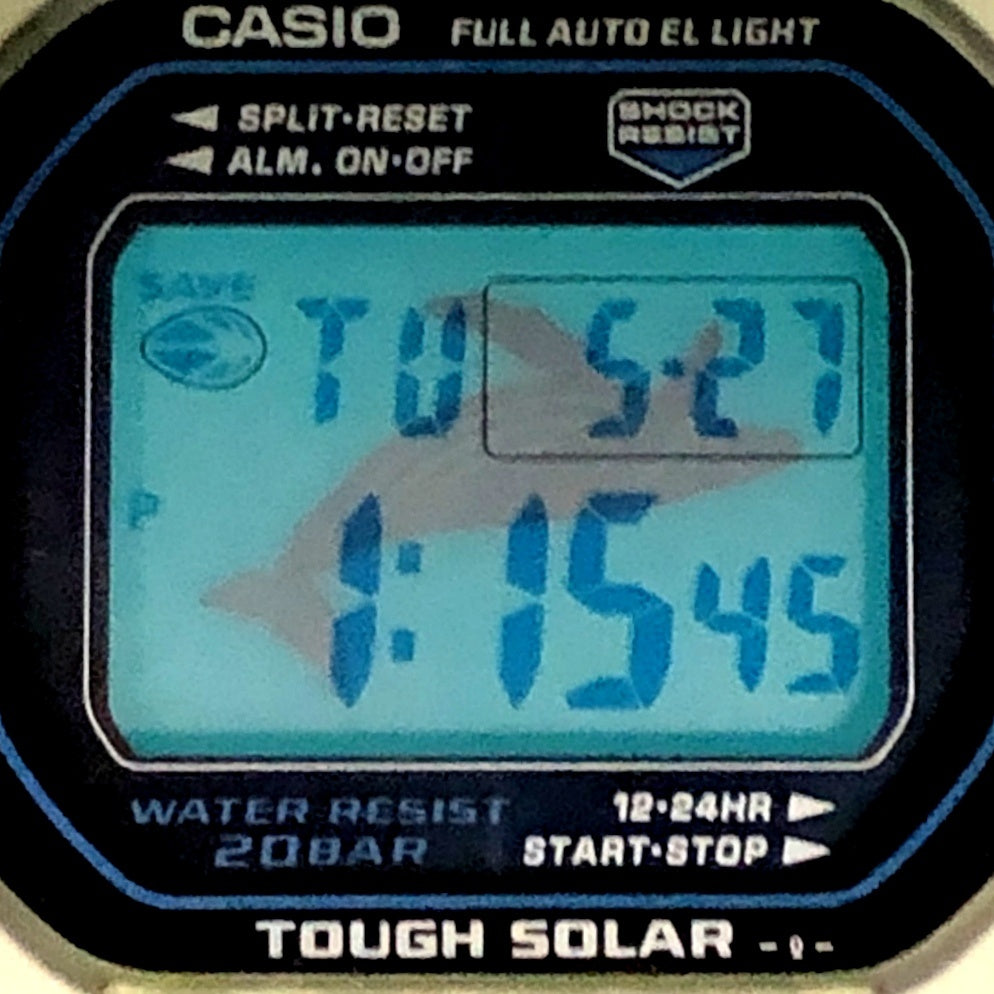 CASIO FULL AUTO EL LIGHT
SPLIT·RESET
ALM. ON·OFF
SHOCK
RESIST
SAVE
TU 5-27
P
1:15 45
WATER RESIST
20BAR
12·24HR
START·STOP
TOUGH SOLAR